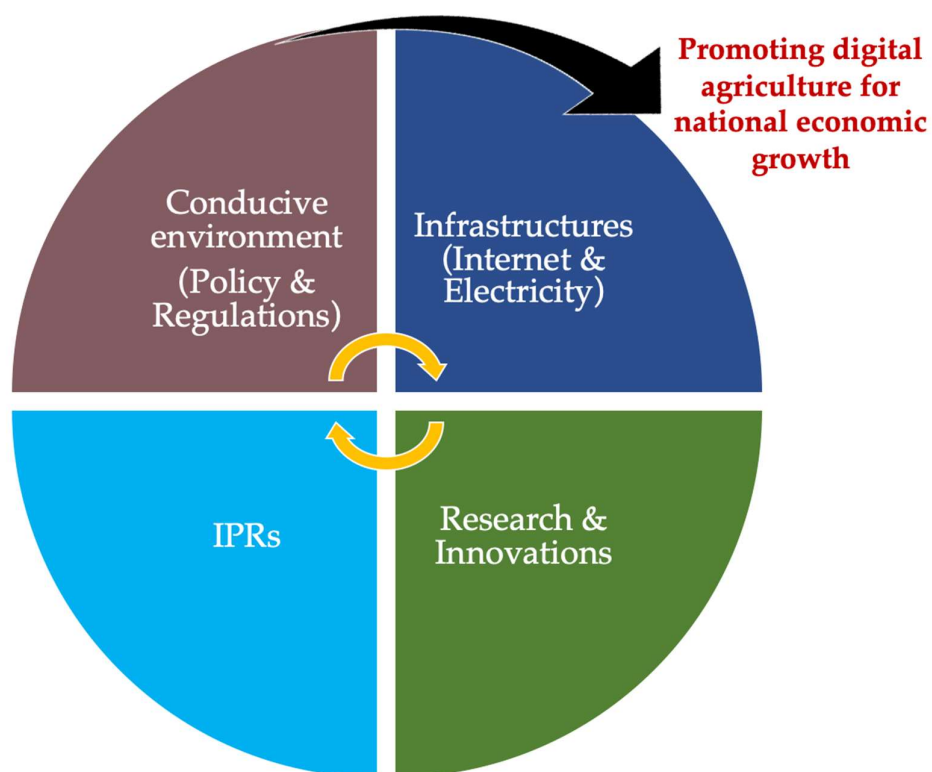 Promoting digital
agriculture for
national economic
growth
Conducive
environment
(Policy &
Regulations)
Infrastructures
(Internet &
Electricity)
IPRs
Research &
Innovations